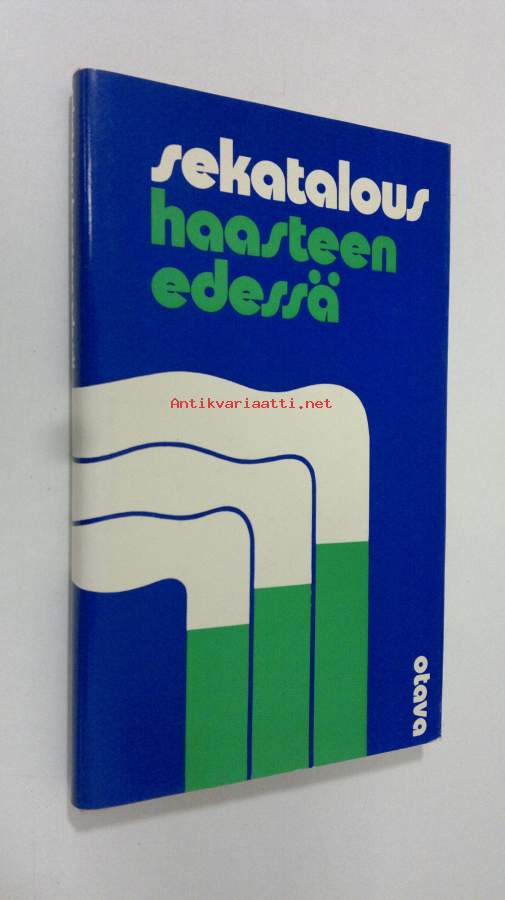 sekatalous
haasteen
edessä
Antikvariaatti.net
otava